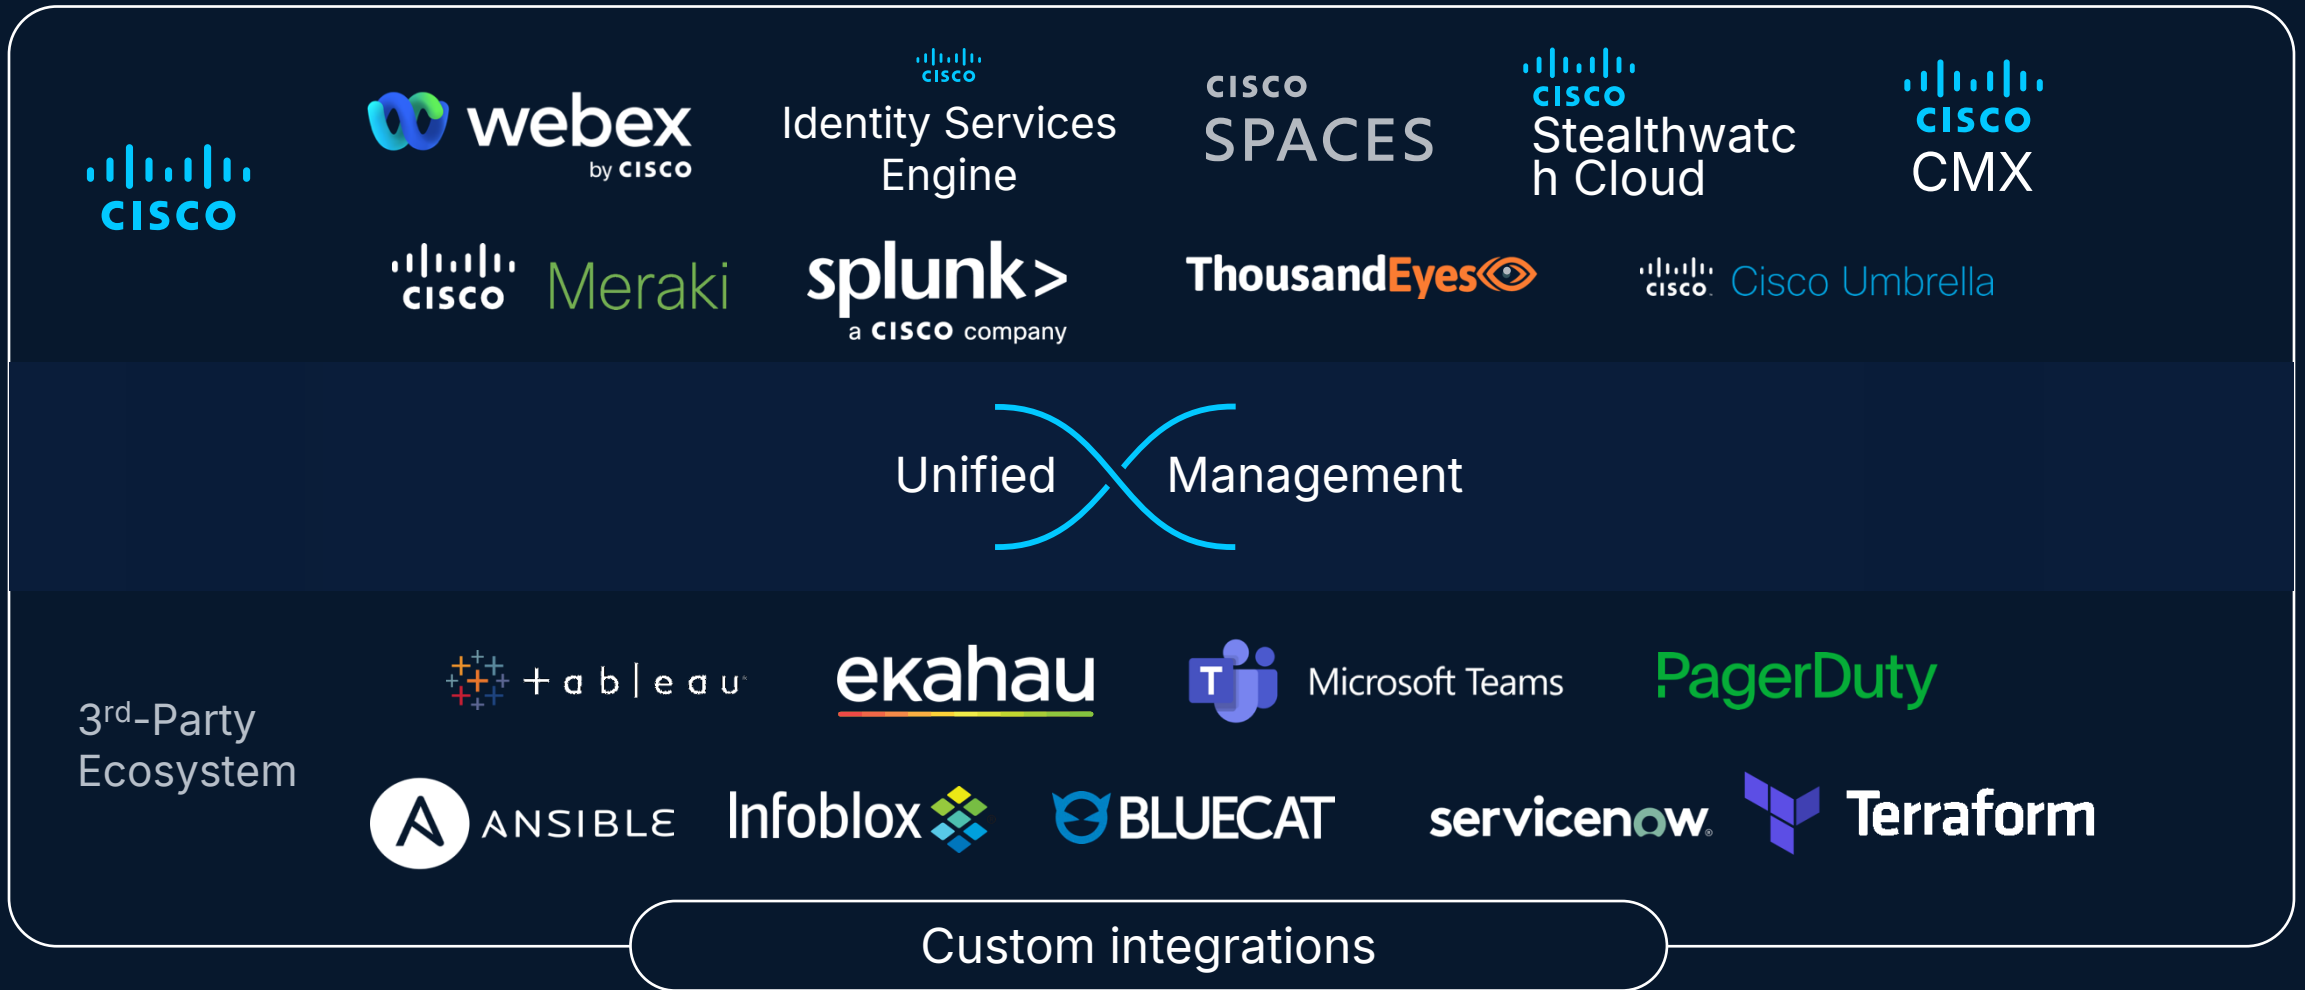 CISCO
webex
by CISCO
CISCO
Identity Services
Engine
CISCO
SPACES
CISCO
Stealthwatc
h Cloud
CISCO
CMX
CISCO Meraki
splunk>
a CISCO company
ThousandEyes
CISCO Cisco Umbrella
Unified Management
3rd-Party
Ecosystem
+ableau
ekahau
T Microsoft Teams
PagerDuty
A ANSIBLE
Infoblox
BLUECAT
servicenow®
Terraform
Custom integrations